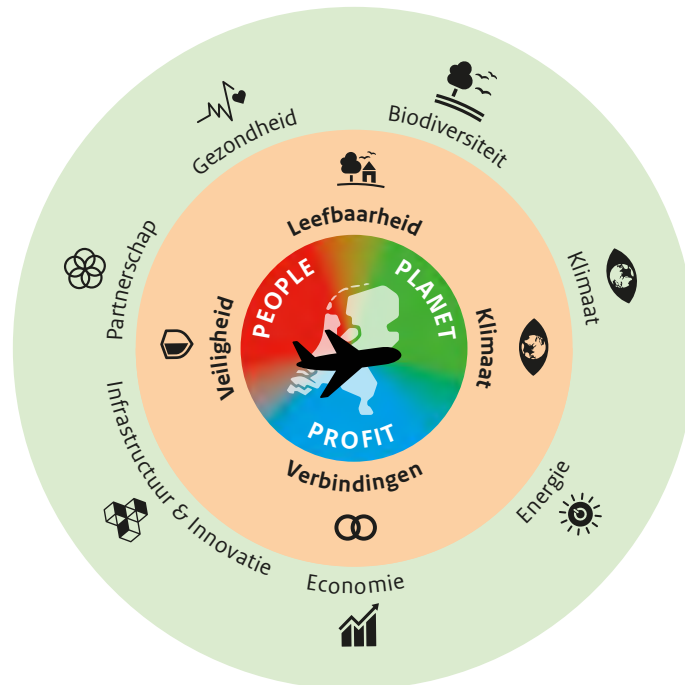 Gezondheid
Biodiversiteit
Klimaat
Energie
Economie
Infrastructuur & Innovatie
Partnerschap
Leefbaarheid
Klimaat
Verbindingen
Veiligheid
PEOPLE
PLANET
PROFIT